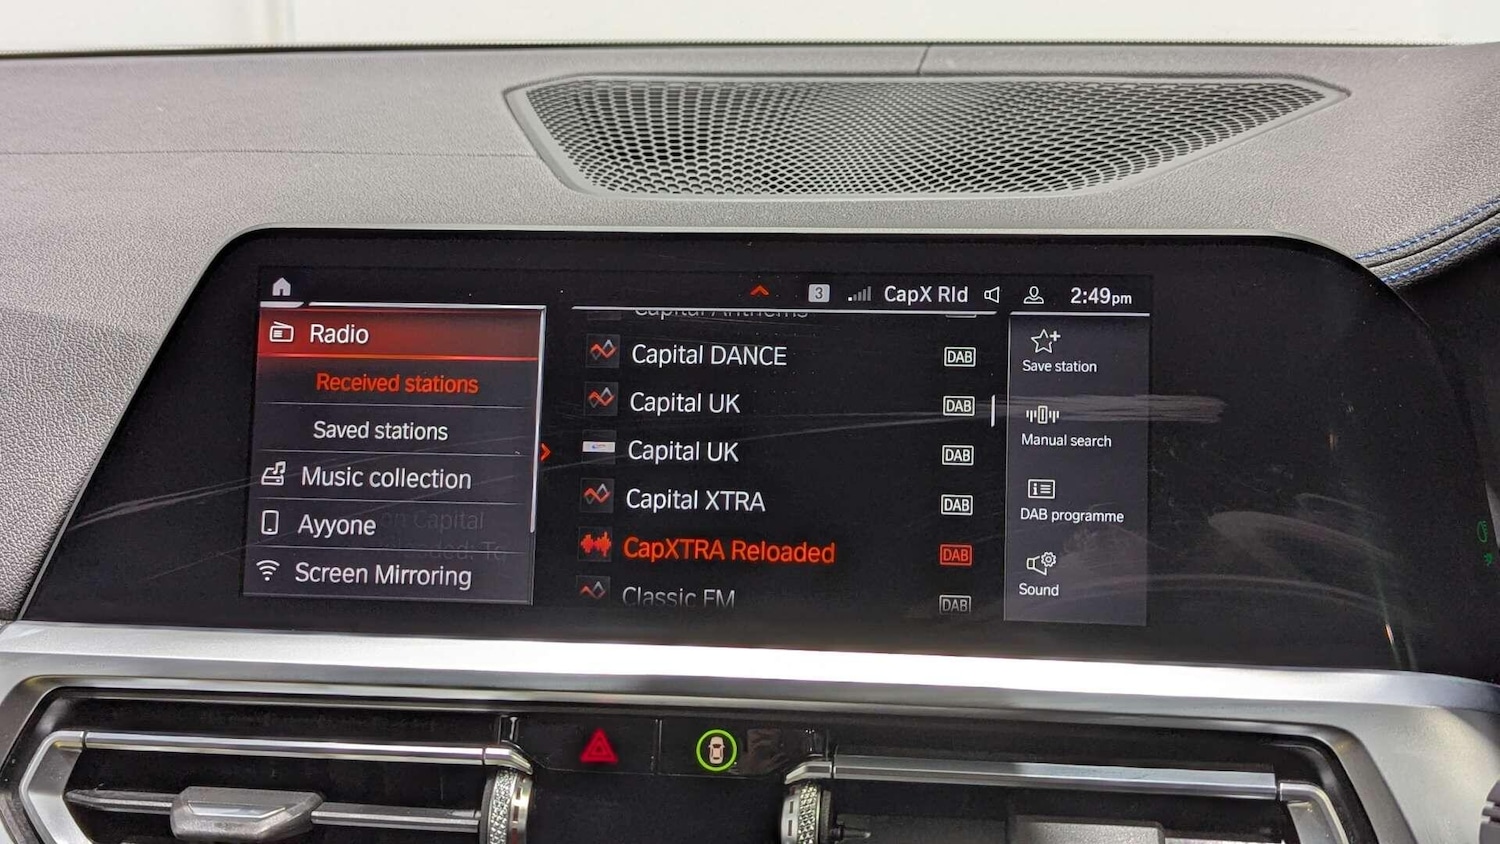 3 CapX Rld 2:49pm
Radio
Received stations
Saved stations
Music collection
Ayyone
Screen Mirroring
Capital Anthems
Capital DANCE DAB
Capital UK DAB
Capital UK DAB
Capital XTRA DAB
CapXTRA Reloaded DAB
Classic FM DAB
Save station
Manual search
DAB programme
Sound